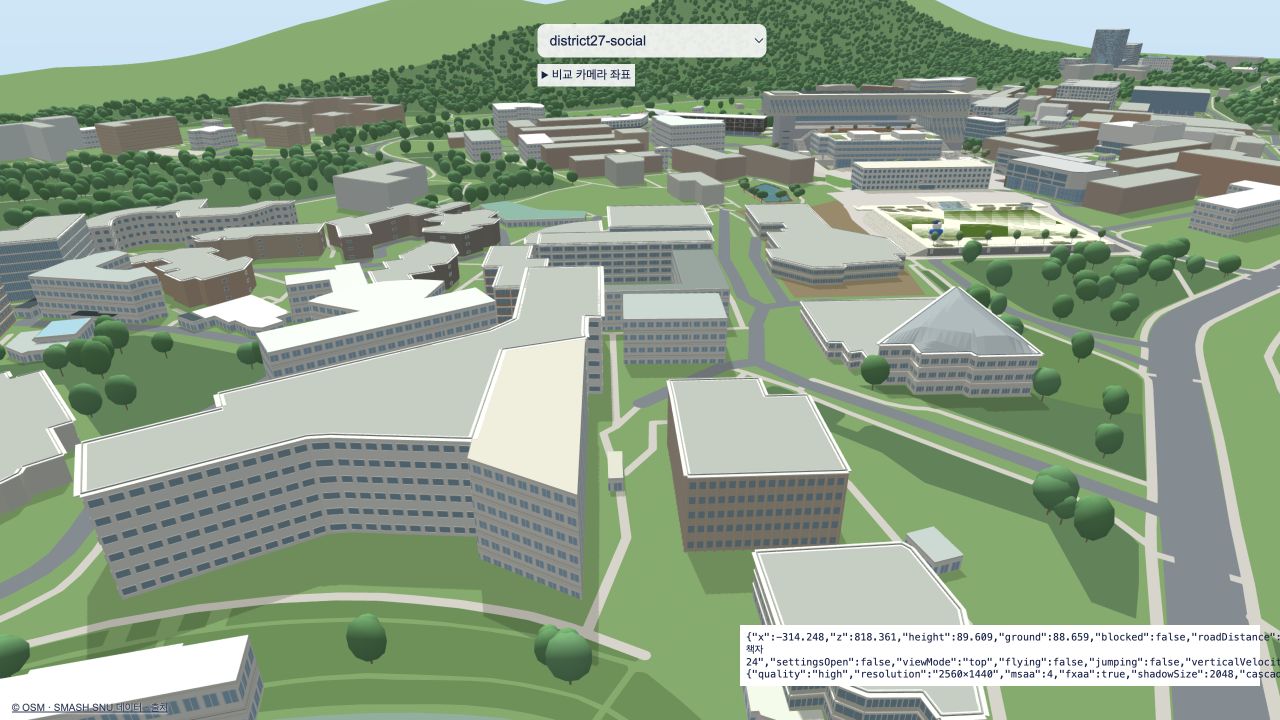 district27-social
▶ 비교 카메라 좌표
{"x":−314.248,"z":818.361,"height":89.609,"ground":88.659,"blocked":false,"roadDistance":
책자
24","settingsOpen":false,"viewMode":"top","flying":false,"jumping":false,"verticalVeloci
{"quality":"high","resolution":"2560×1440","msaa":4,"fxaa":true,"shadowSize":2048,"cascad
© OSM · SMASH SNU 데이터 · 출처